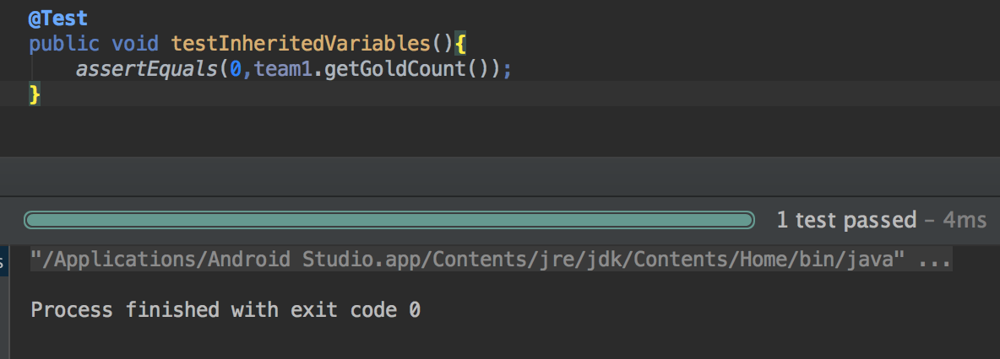 @Test
public void testInheritedVariables(){
assertEquals(0,team1.getGoldCount());
}
1 test passed – 4ms
"/Applications/Android Studio.app/Contents/jre/jdk/Contents/Home/bin/java" ...
Process finished with exit code 0